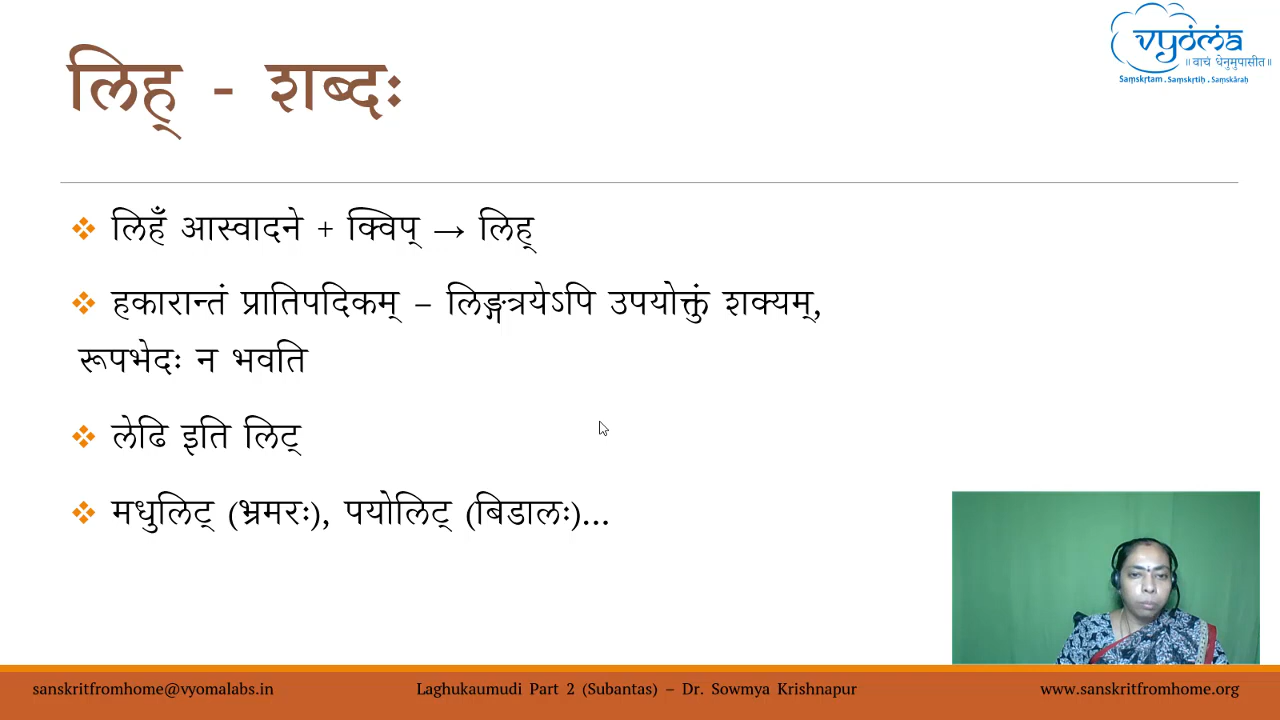 vyoma
॥ वाचं धेनुमुपासीत॥
Saṃskṛtam . Saṃskṛtiḥ . Saṃskāraḥ
लिह् - शब्दः
❖ लिहँ आस्वादने + क्विप् → लिह्
❖ हकारान्तं प्रातिपदिकम् – लिङ्गत्रयेऽपि उपयोक्तुं शक्यम्,
रूपभेदः न भवति
❖ लेढि इति लिट्
❖ मधुलिट् (भ्रमरः), पयोलिट् (बिडालः)...
sanskritfromhome@vyomalabs.in Laghukaumudi Part 2 (Subantas) – Dr. Sowmya Krishnapur www.sanskritfromhome.org